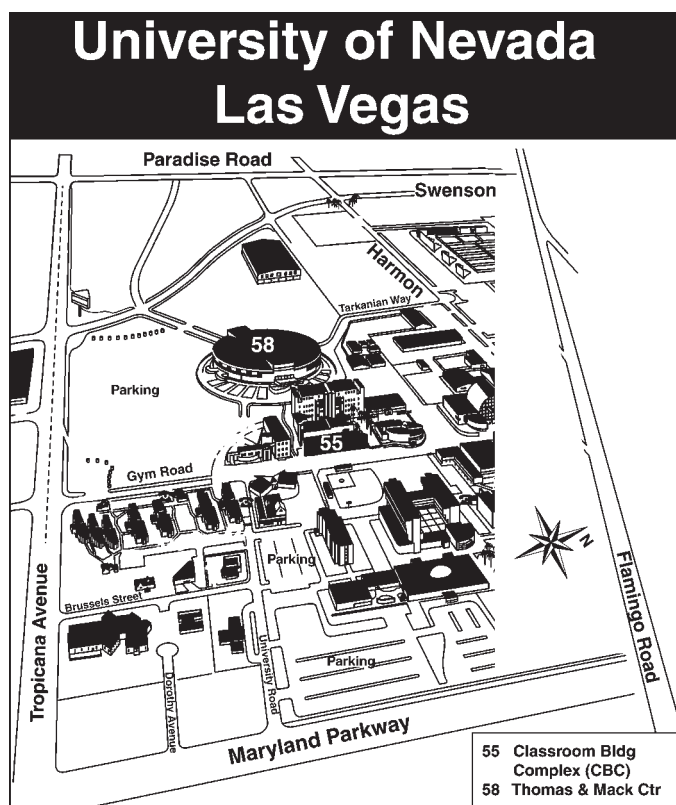 University of Nevada
Las Vegas
Paradise Road
Swenson
Harmon
Tarkanian Way
58
Parking
55
Gym Road
N
Parking
Brussels Street
Tropicana Avenue
Flamingo Road
University Road
Parking
Dorothy Avenue
Maryland Parkway
55 Classroom Bldg
Complex (CBC)
58 Thomas & Mack Ctr